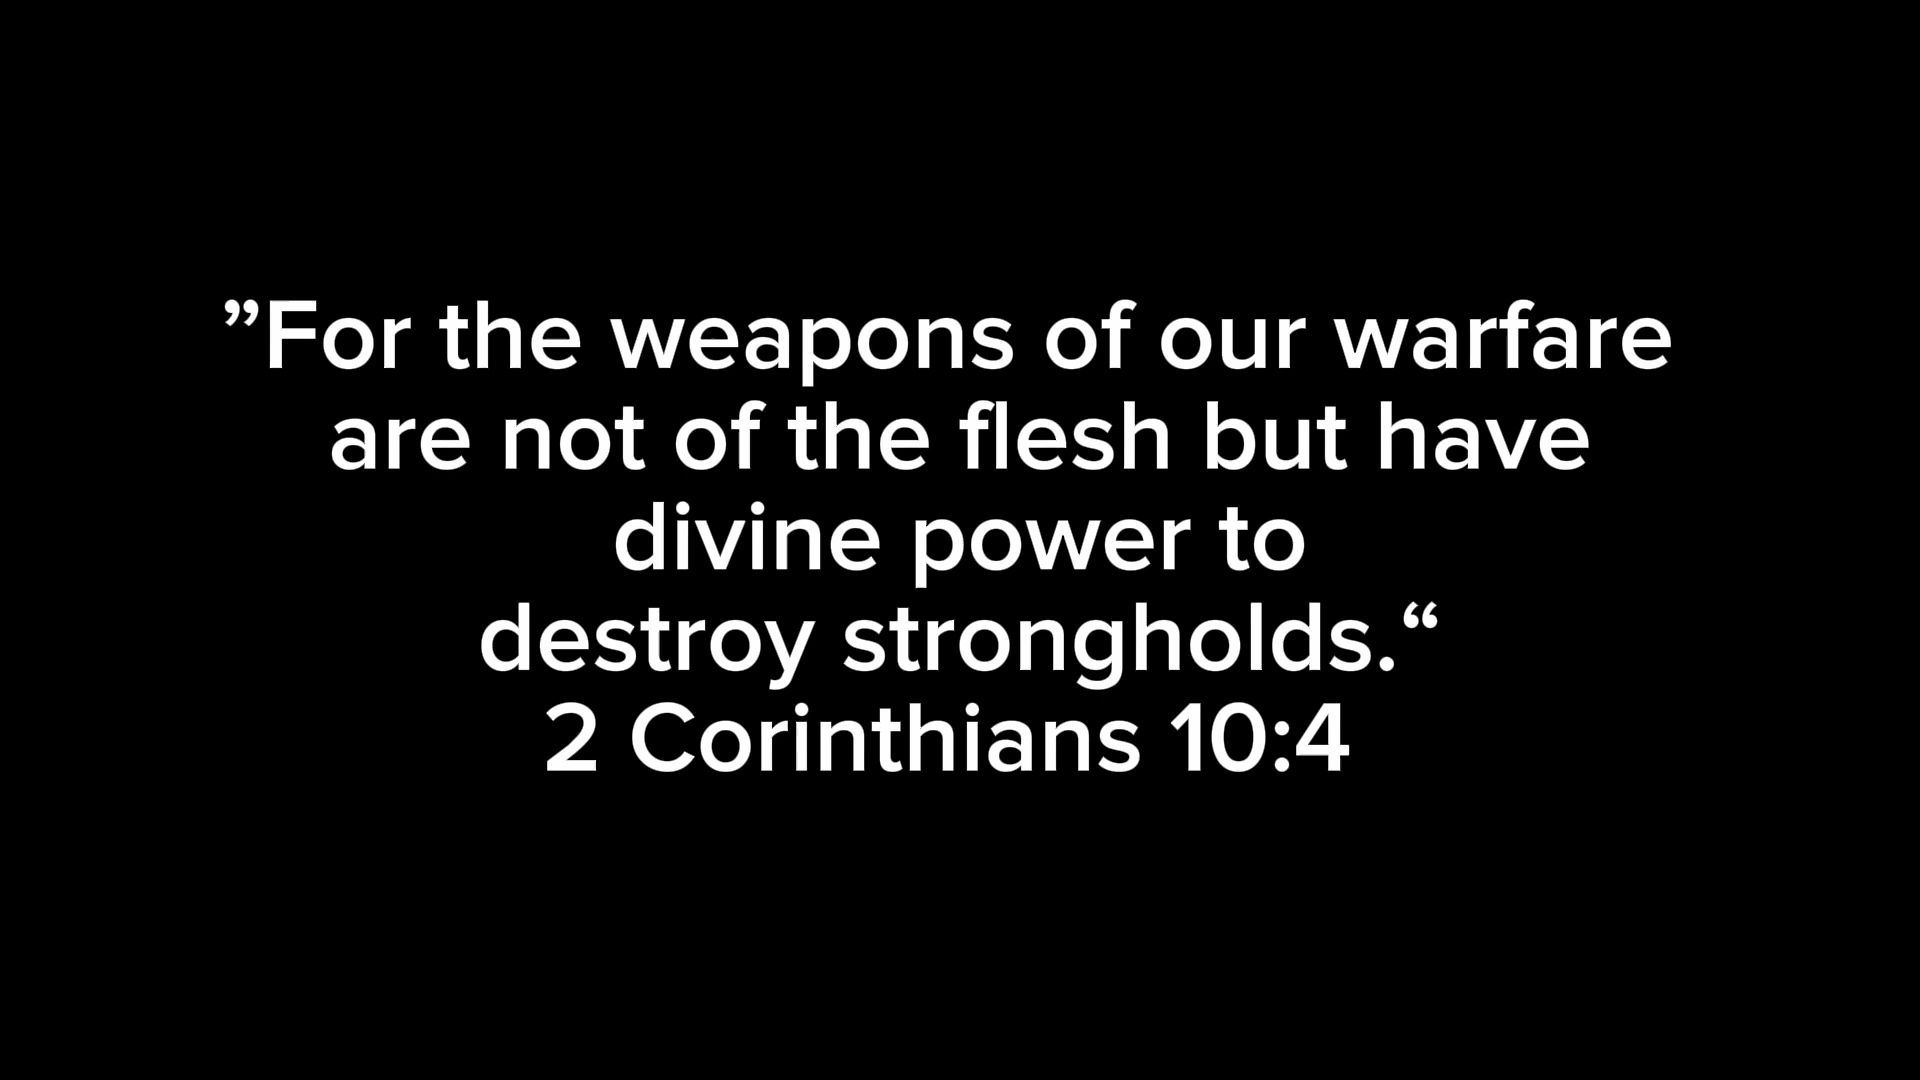 ”For the weapons of our warfare
are not of the flesh but have
divine power to
destroy strongholds.“
2 Corinthians 10:4